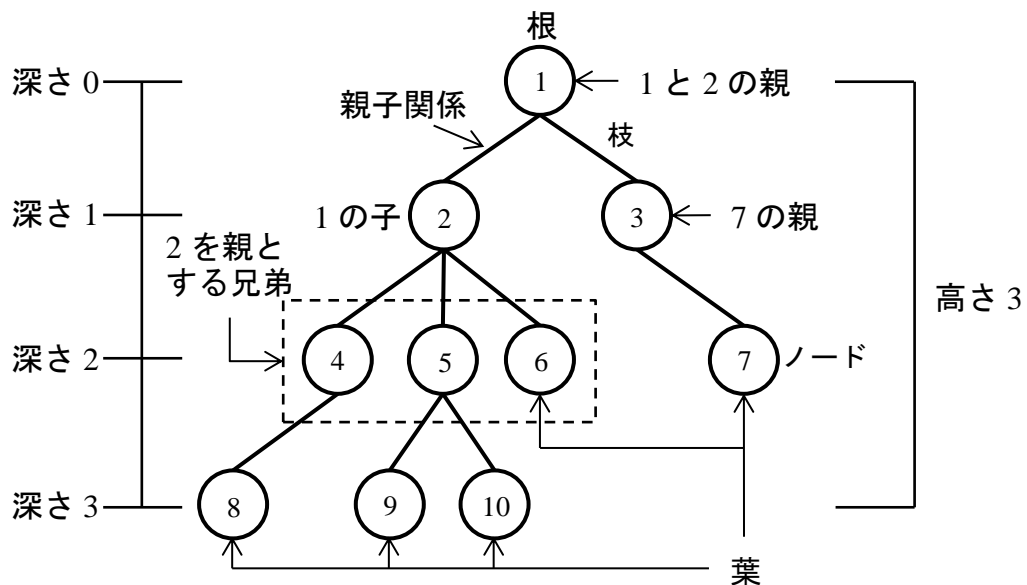 根
深さ 0
1
1 と 2 の親
親子関係
枝
深さ 1
1 の子
2
3
7 の親
2 を親と
する兄弟
高さ 3
深さ 2
4
5
6
7
ノード
深さ 3
8
9
10
葉